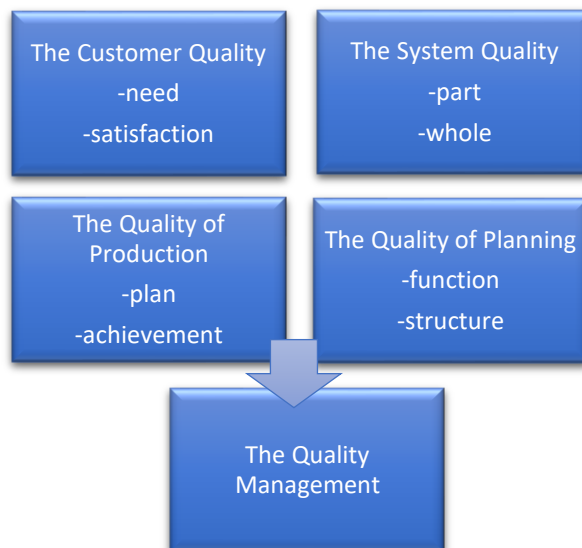 The Customer Quality
-need
-satisfaction
The System Quality
-part
-whole
The Quality of
Production
-plan
-achievement
The Quality of Planning
-function
-structure
The Quality
Management